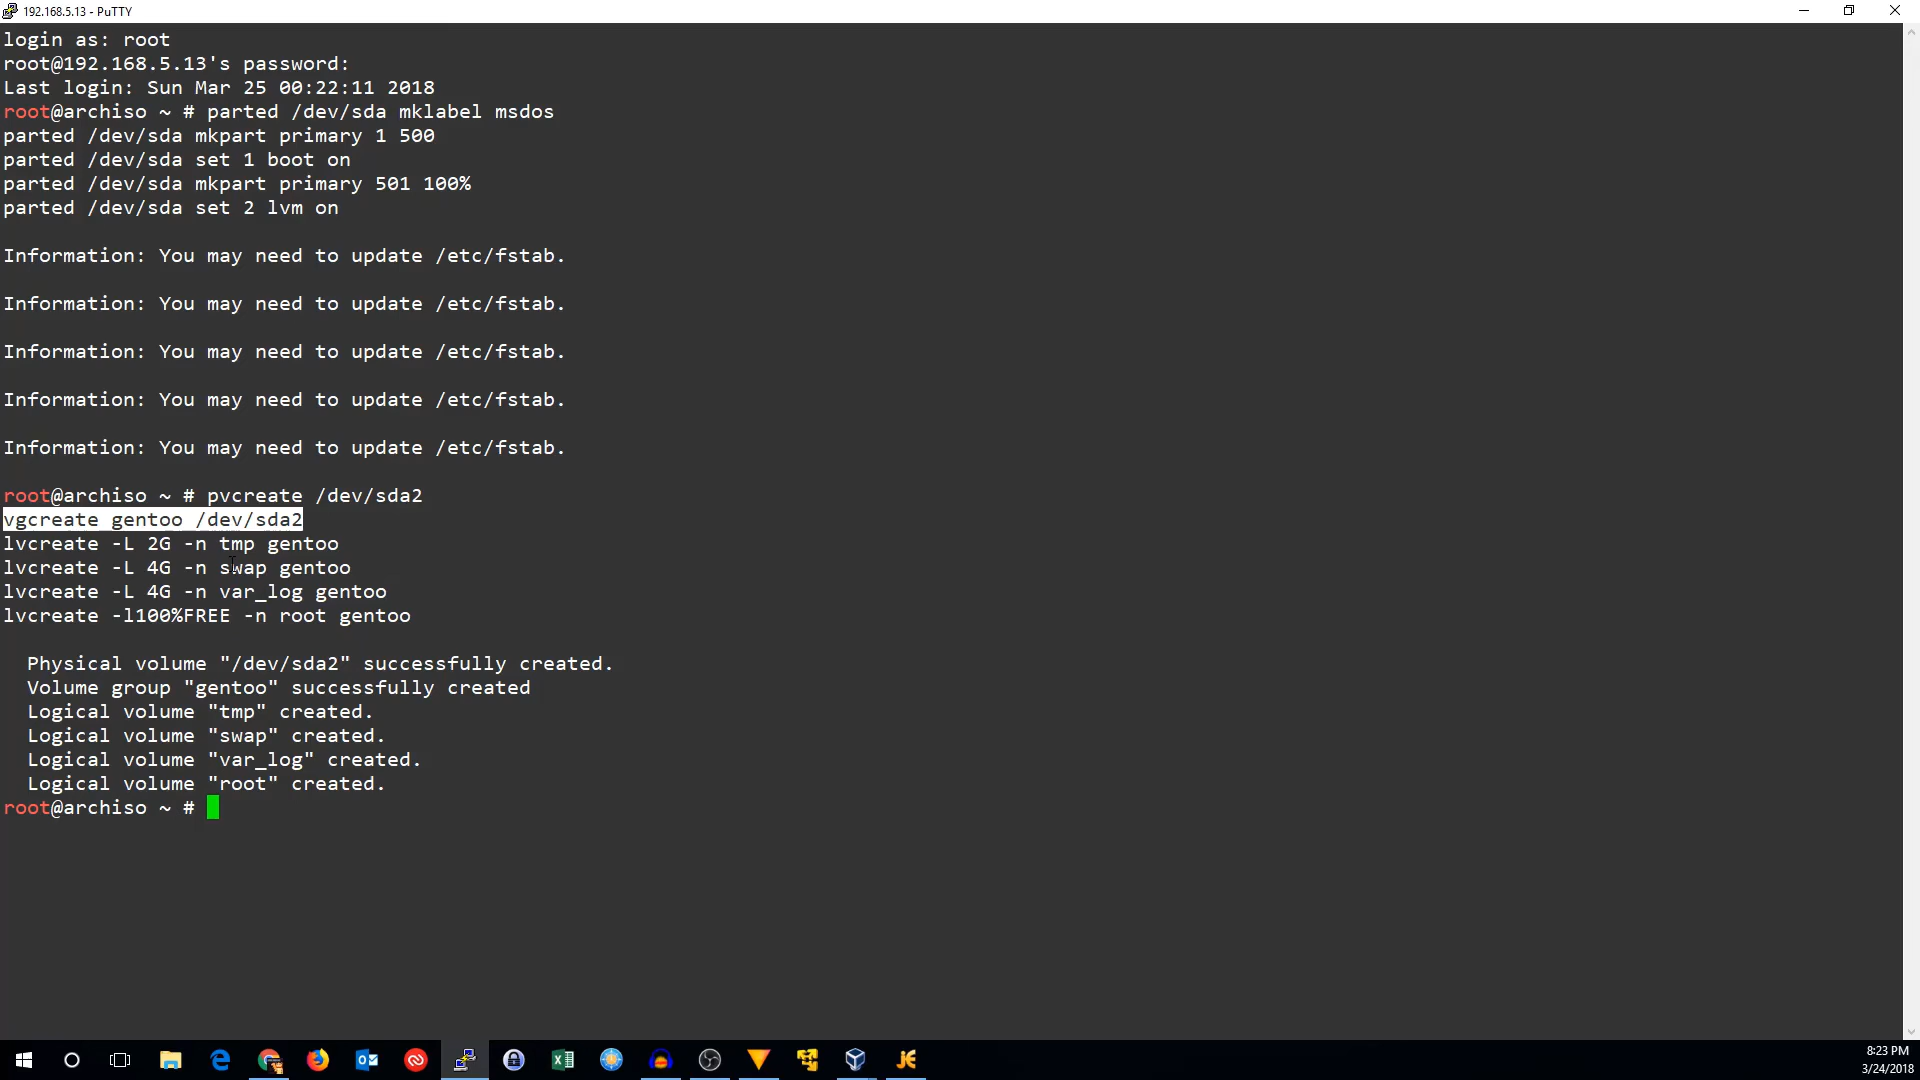 192.168.5.13 - PuTTY
login as: root
root@192.168.5.13's password:
Last login: Sun Mar 25 00:22:11 2018
root@archiso ~ # parted /dev/sda mklabel msdos
parted /dev/sda mkpart primary 1 500
parted /dev/sda set 1 boot on
parted /dev/sda mkpart primary 501 100%
parted /dev/sda set 2 lvm on
Information: You may need to update /etc/fstab.
Information: You may need to update /etc/fstab.
Information: You may need to update /etc/fstab.
Information: You may need to update /etc/fstab.
Information: You may need to update /etc/fstab.
root@archiso ~ # pvcreate /dev/sda2
vgcreate gentoo /dev/sda2
lvcreate -L 2G -n tmp gentoo
lvcreate -L 4G -n swap gentoo
lvcreate -L 4G -n var_log gentoo
lvcreate -l100%FREE -n root gentoo
Physical volume "/dev/sda2" successfully created.
Volume group "gentoo" successfully created
Logical volume "tmp" created.
Logical volume "swap" created.
Logical volume "var_log" created.
Logical volume "root" created.
root@archiso ~ #
8:23 PM
3/24/2018